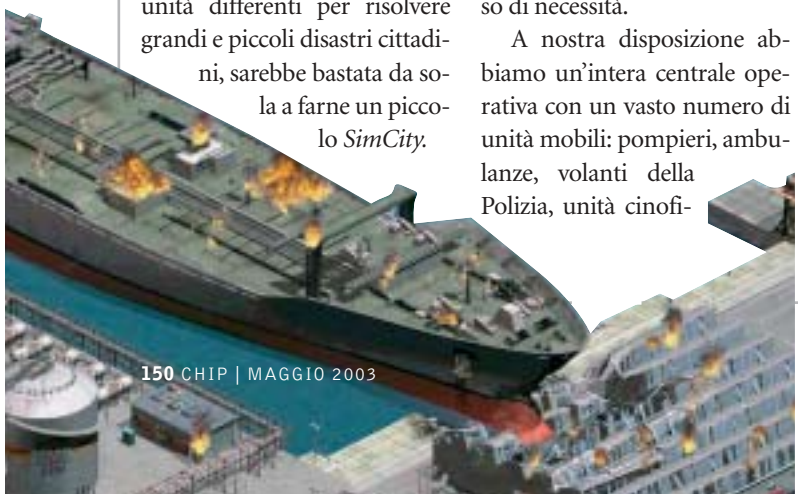 unità differenti per risolvere
grandi e piccoli disastri cittadi-
ni, sarebbe bastata da so-
la a farne un picco-
lo SimCity.
so di necessità.
A nostra disposizione ab-
biamo un'intera centrale ope-
rativa con un vasto numero di
unità mobili: pompieri, ambu-
lanze, volanti della
Polizia, unità cinofi-
150 CHIP | MAGGIO 2003